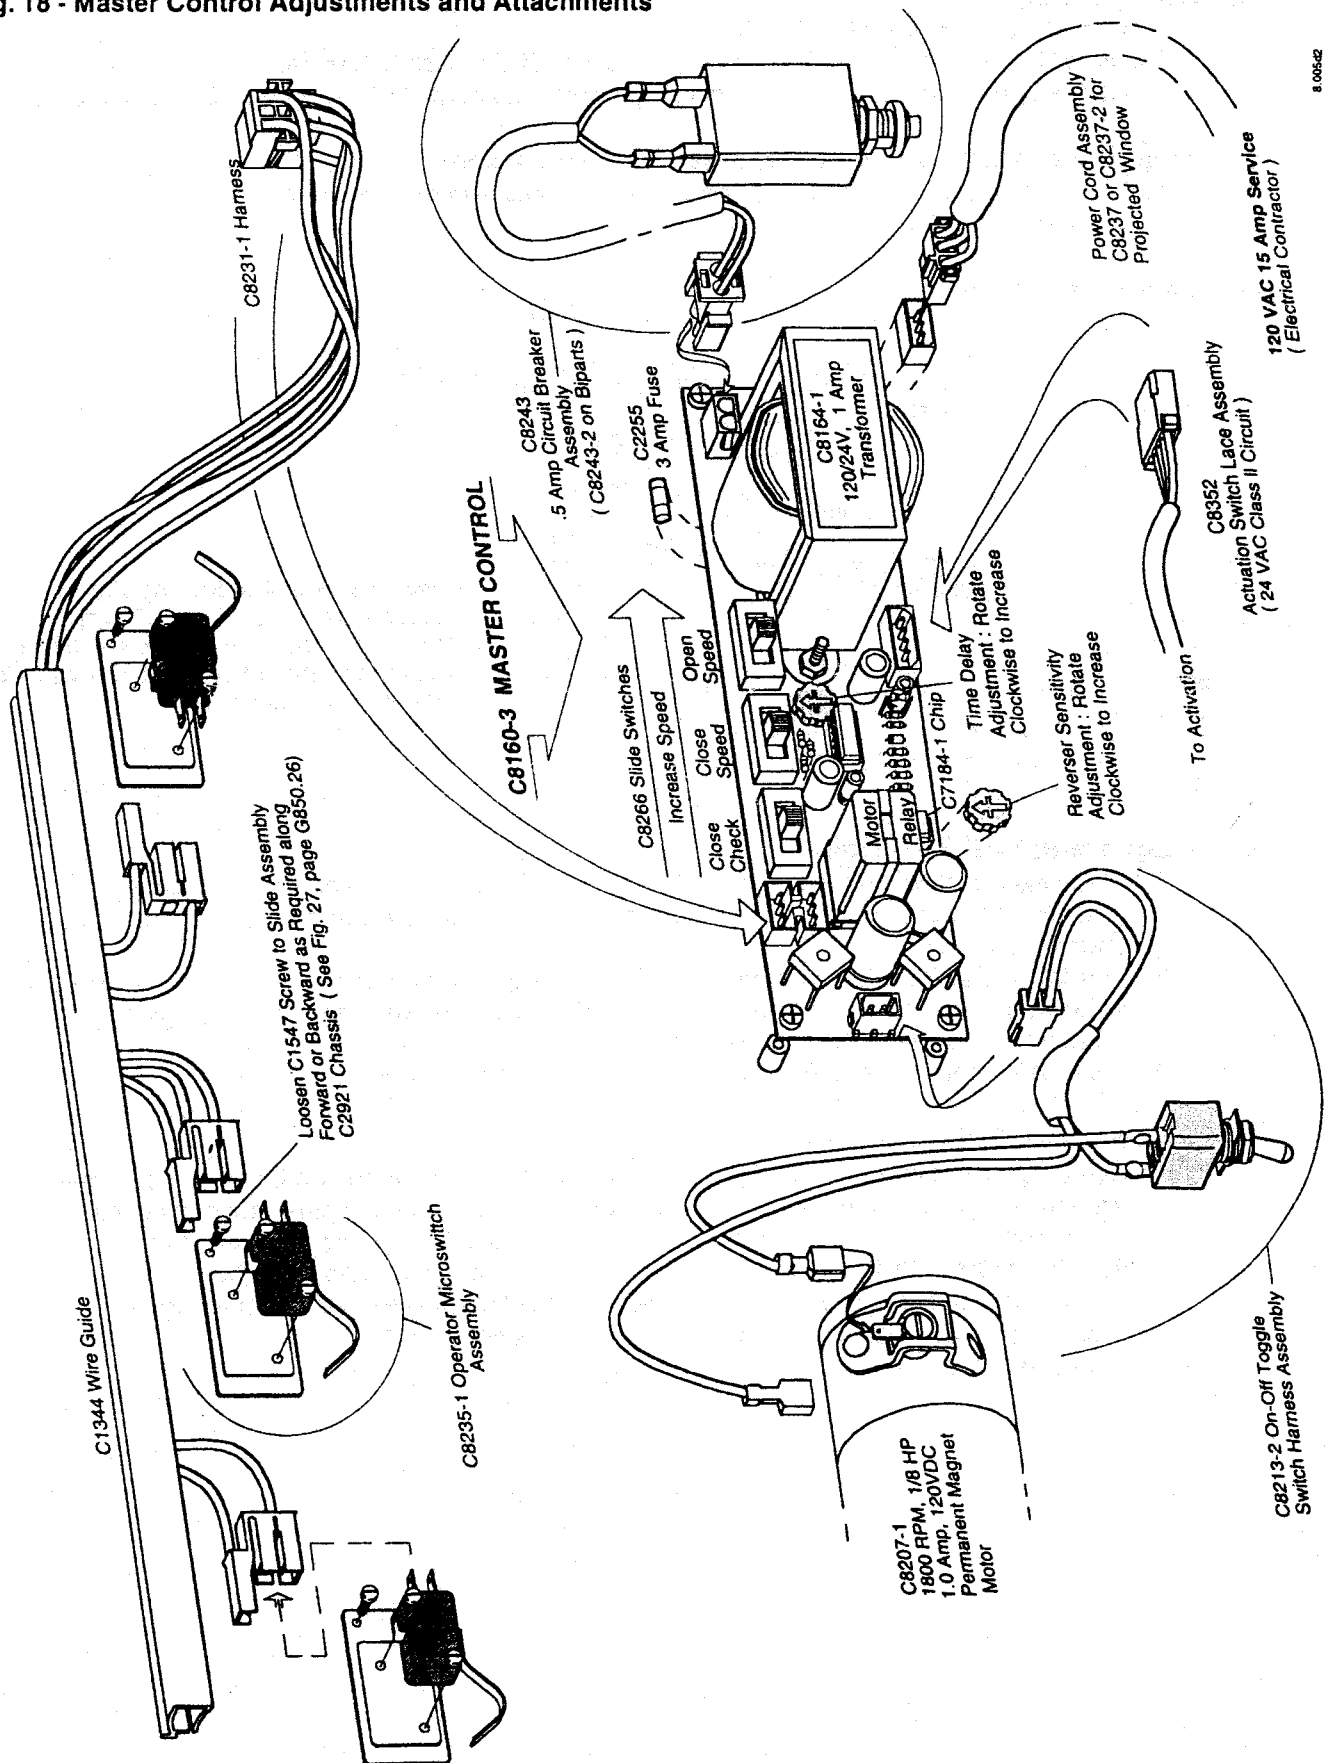 g. 18 - Master Control Adjustments and Attachments
C8231-1 Harness
C1344 Wire Guide
Loosen C1547 Screw to Slide Assembly
Forward or Backward as Required along
C2921 Chassis ( See Fig. 27, page G850.26)
C8235-1 Operator Microswittch
Assembly
C8160-3 MASTER CONTROL
C8243
.5 Amp Circuit Breaker
Assembly
( C8243-2 on Biparts )
C2255
3 Amp Fuse
C8266 Slide Switches
Increase Speed
Close
Check
Close
Speed
Open
Speed
C8164-1
120/24V, 1 Amp
Transformer
Motor
Relay
C7184-1 Chip
Time Delay
Adjustment : Rotate
Clockwise to Increase
Reverser Sensitivity
Adjustment : Rotate
Clockwise to Increase
Power Cord Assembly
C8237 or C8237-2 for
Projected Window
120 VAC 15 Amp Service
( Electrical Contractor )
C8352
Actuation Switch Lace Assembly
( 24 VAC Class II Circuit )
To Activation
C8207-1
1800 RPM, 1/8 HP
1.0 Amp, 120VDC
Permanent Magnet
Motor
C8213-2 On-Off Toggle
Switch Harness Assembly
8.005d2